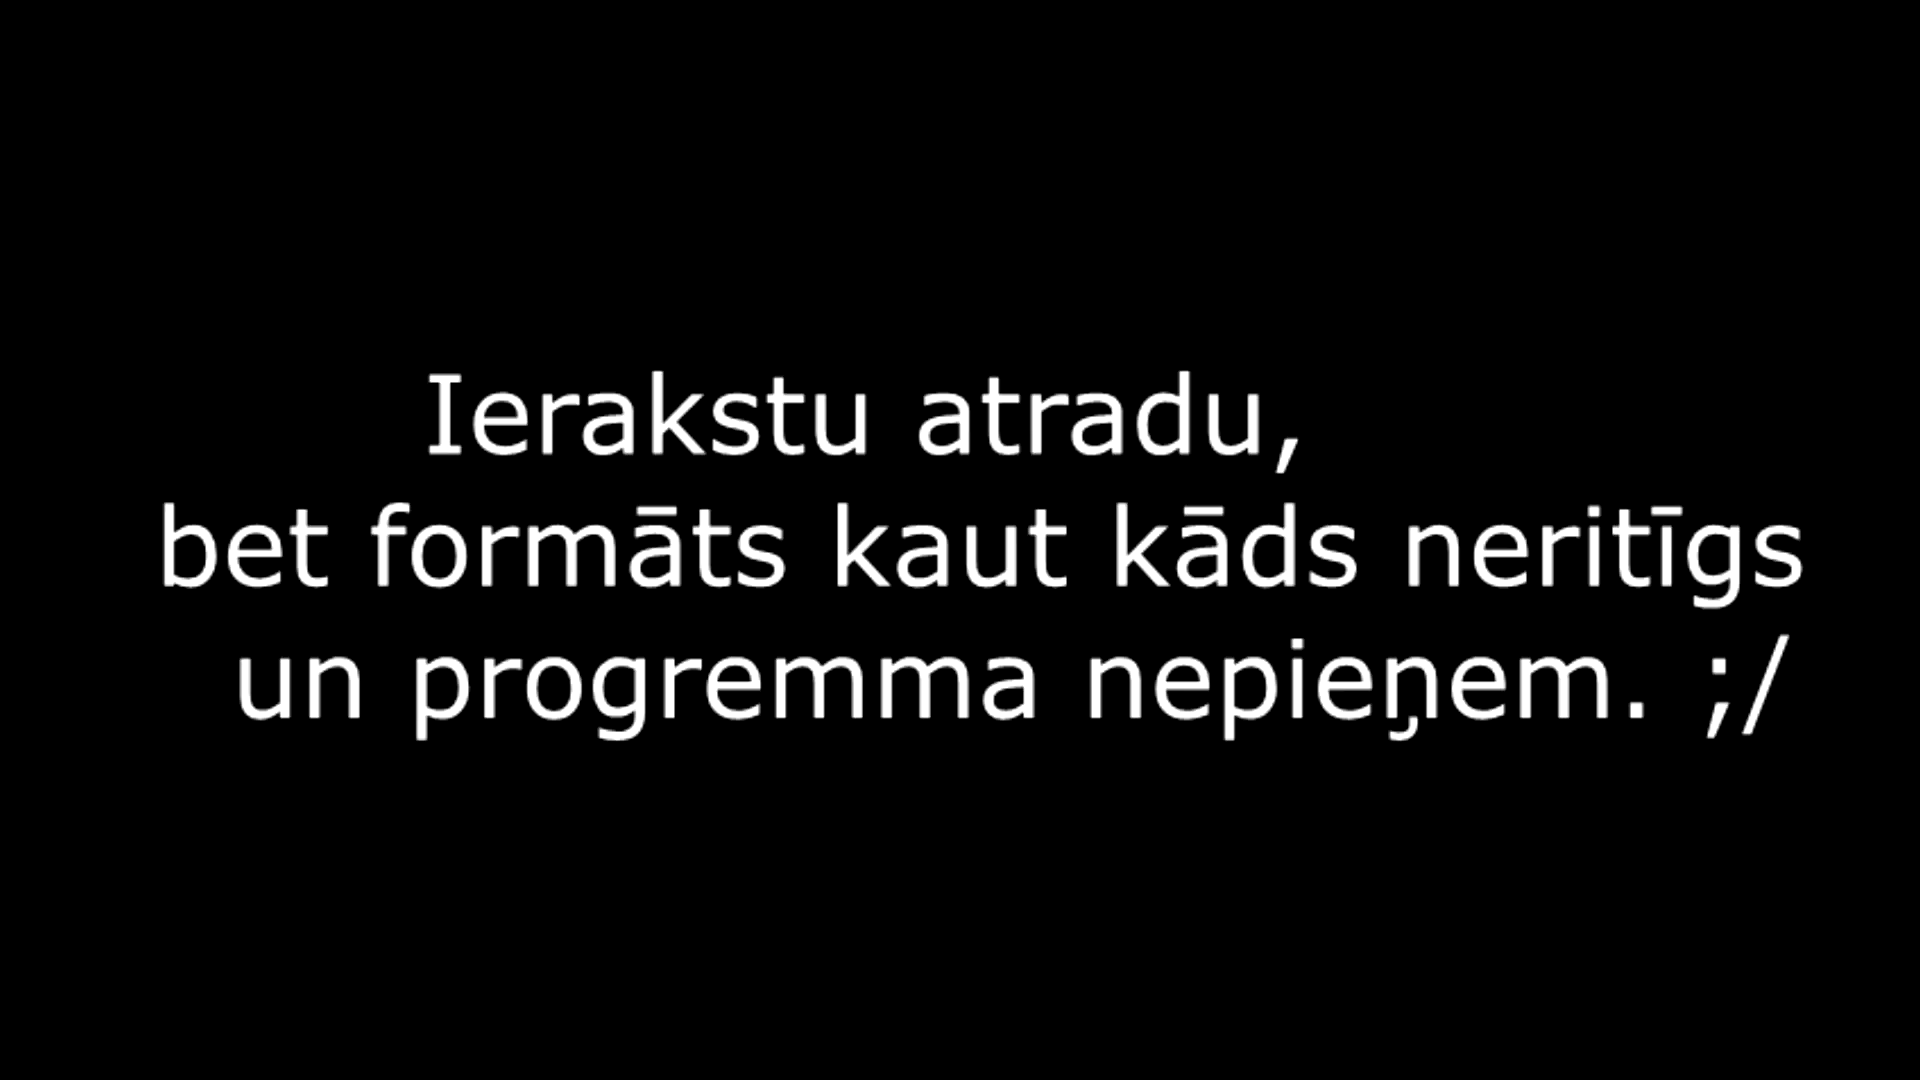 Ierakstu atradu,
bet formāts kaut kāds neritīgs
un progremma nepieņem. ;/